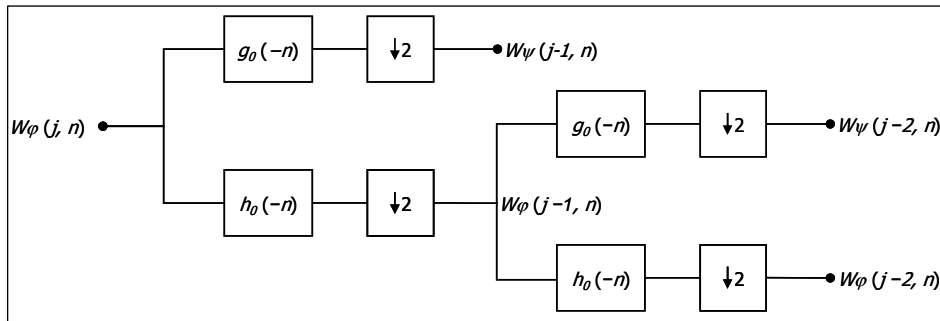 g₀(−n)
↓2
Wψ(j-1, n)
Wφ(j, n)
g₀(−n)
↓2
Wψ(j−2, n)
h₀(−n)
↓2
Wφ(j−1, n)
h₀(−n)
↓2
Wφ(j−2, n)